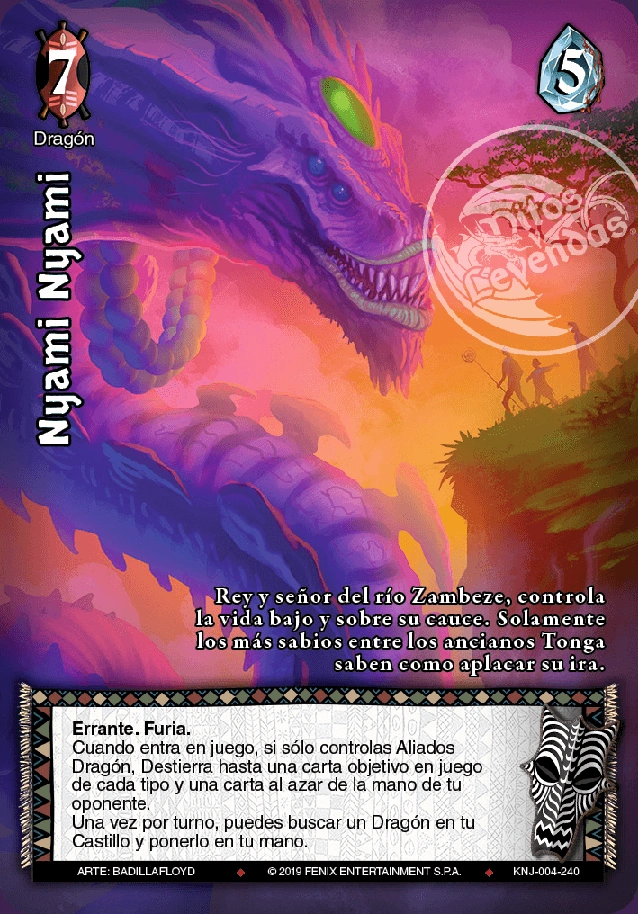 7
5
Dragón
Nyami Nyami
Mitos
y
Leyendas
Rey y señor del río Zambeze, controla
la vida bajo y sobre su cauce. Solamente
los más sabios entre los ancianos Tonga
saben como aplacar su ira.
Errante. Furia.
Cuando entra en juego, si sólo controlas Aliados
Dragón, Destierra hasta una carta objetivo en juego
de cada tipo y una carta al azar de la mano de tu
oponente.
Una vez por turno, puedes buscar un Dragón en tu
Castillo y ponerlo en tu mano.
ARTE: BADILLAFLOYD ♦ © 2019 FENIX ENTERTAINMENT S.P.A. ♦ KNJ-004-240